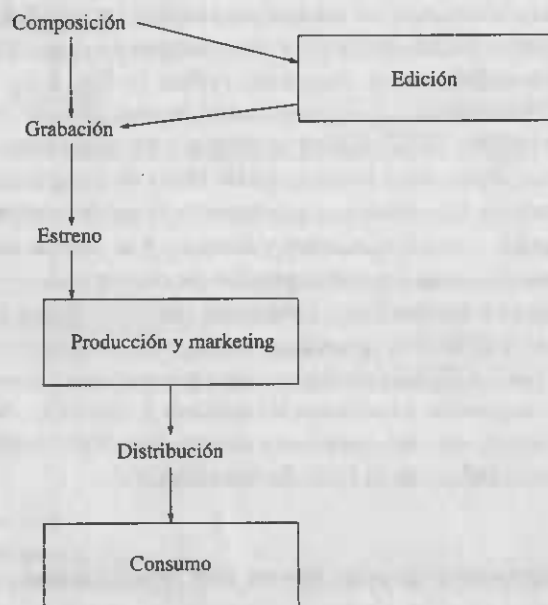 Composición
Edición
Grabación
Estreno
Producción y marketing
Distribución
Consumo